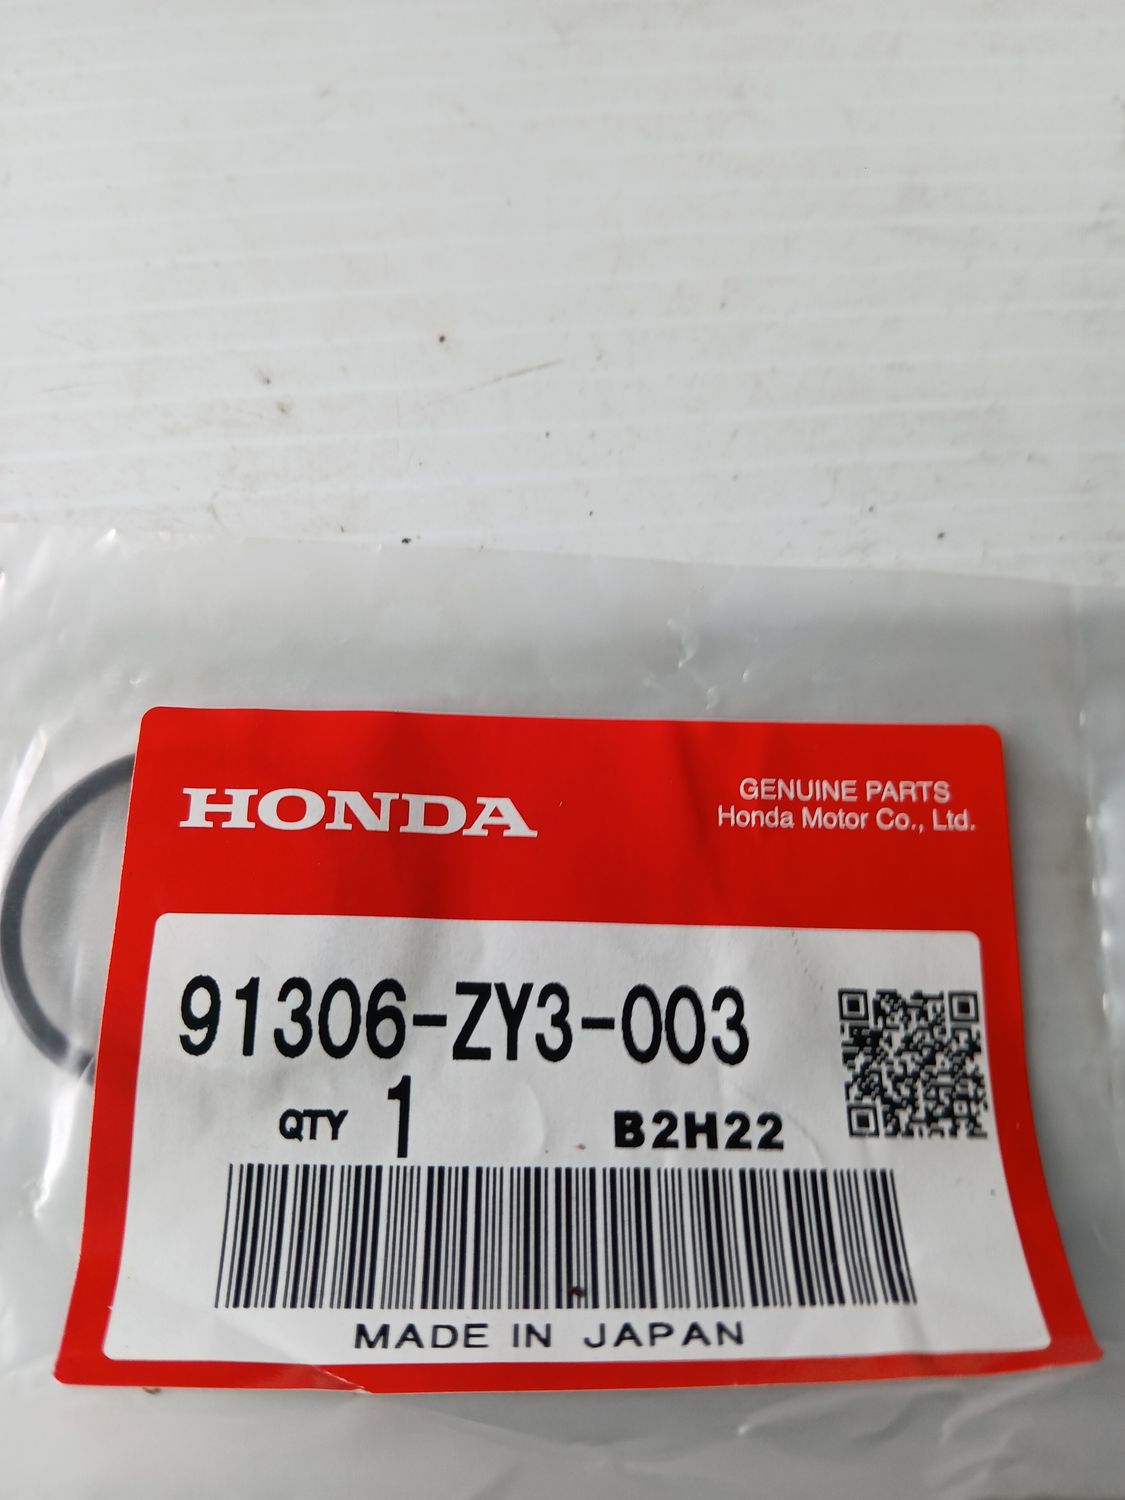 HONDA
GENUINE PARTS
Honda Motor Co., Ltd.
91306-ZY3-003
QTY 1 B2H22
MADE IN JAPAN